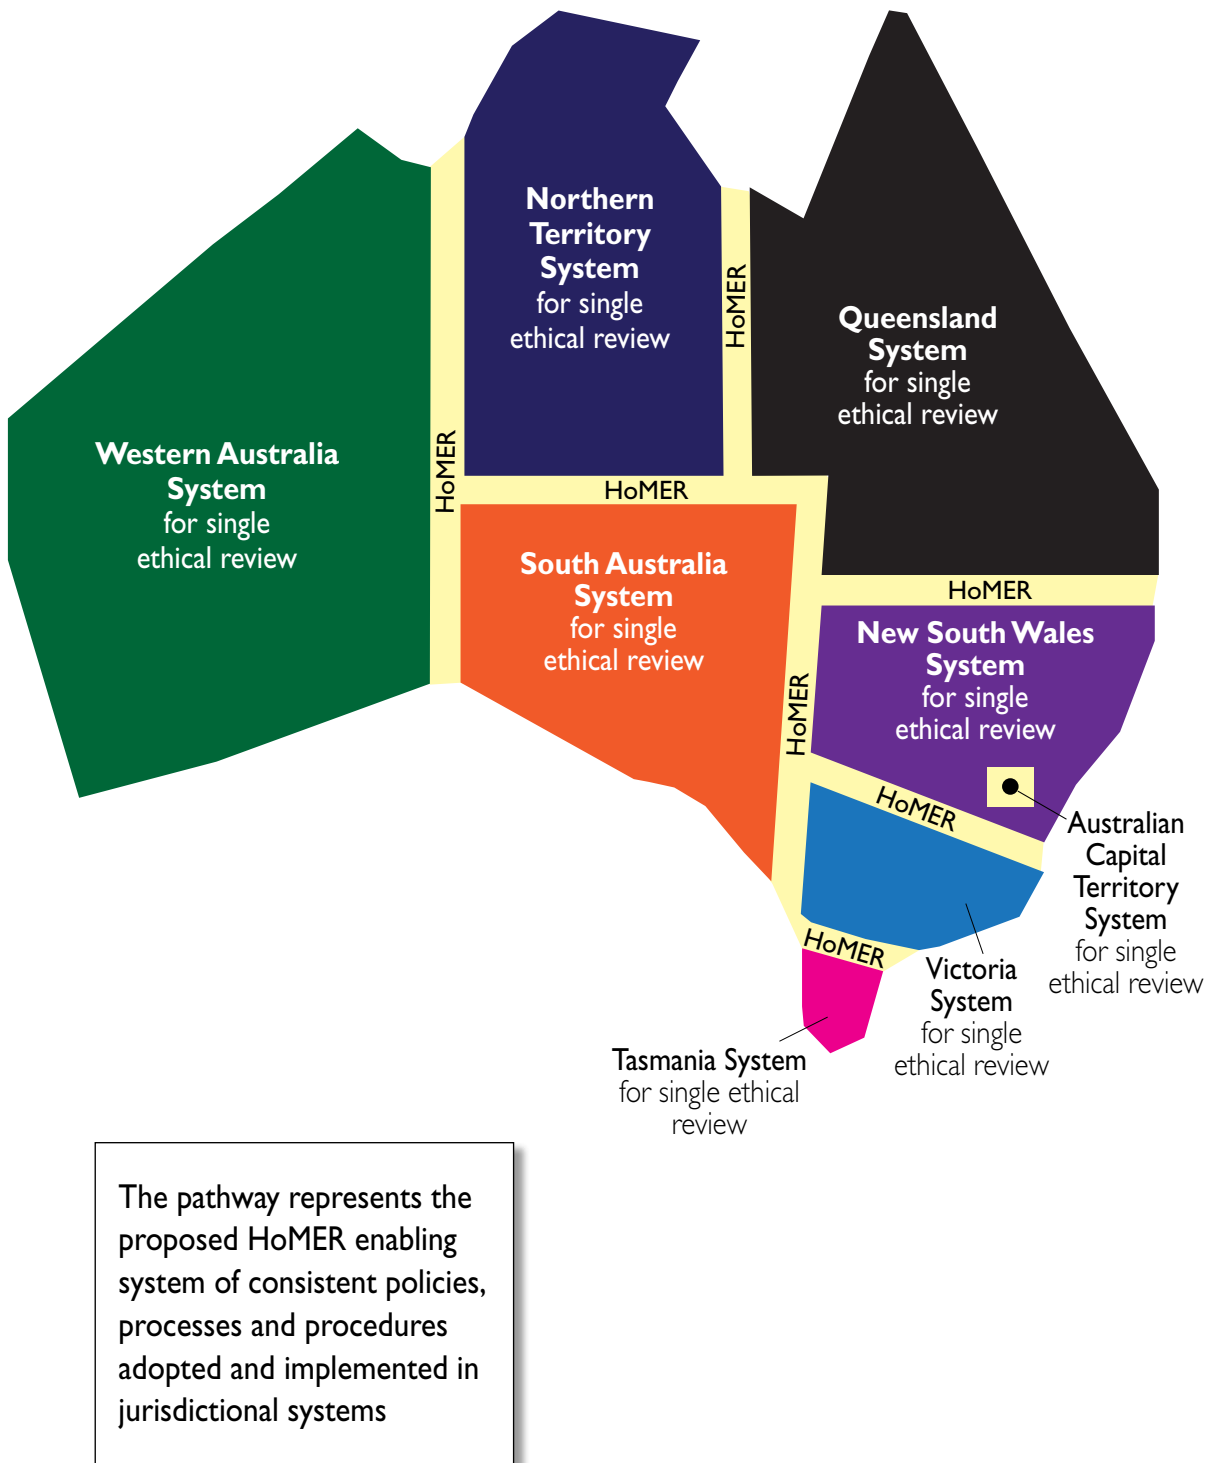 Northern
Territory
System
for single
ethical review
HoMER
Queensland
System
for single
ethical review
Western Australia
System
for single
ethical review
HoMER
HoMER
South Australia
System
for single
ethical review
HoMER
New South Wales
System
for single
ethical review
HoMER
HoMER
Australian
Capital
Territory
System
for single
ethical review
HoMER
Victoria
System
for single
ethical review
Tasmania System
for single ethical
review
The pathway represents the
proposed HoMER enabling
system of consistent policies,
processes and procedures
adopted and implemented in
jurisdictional systems